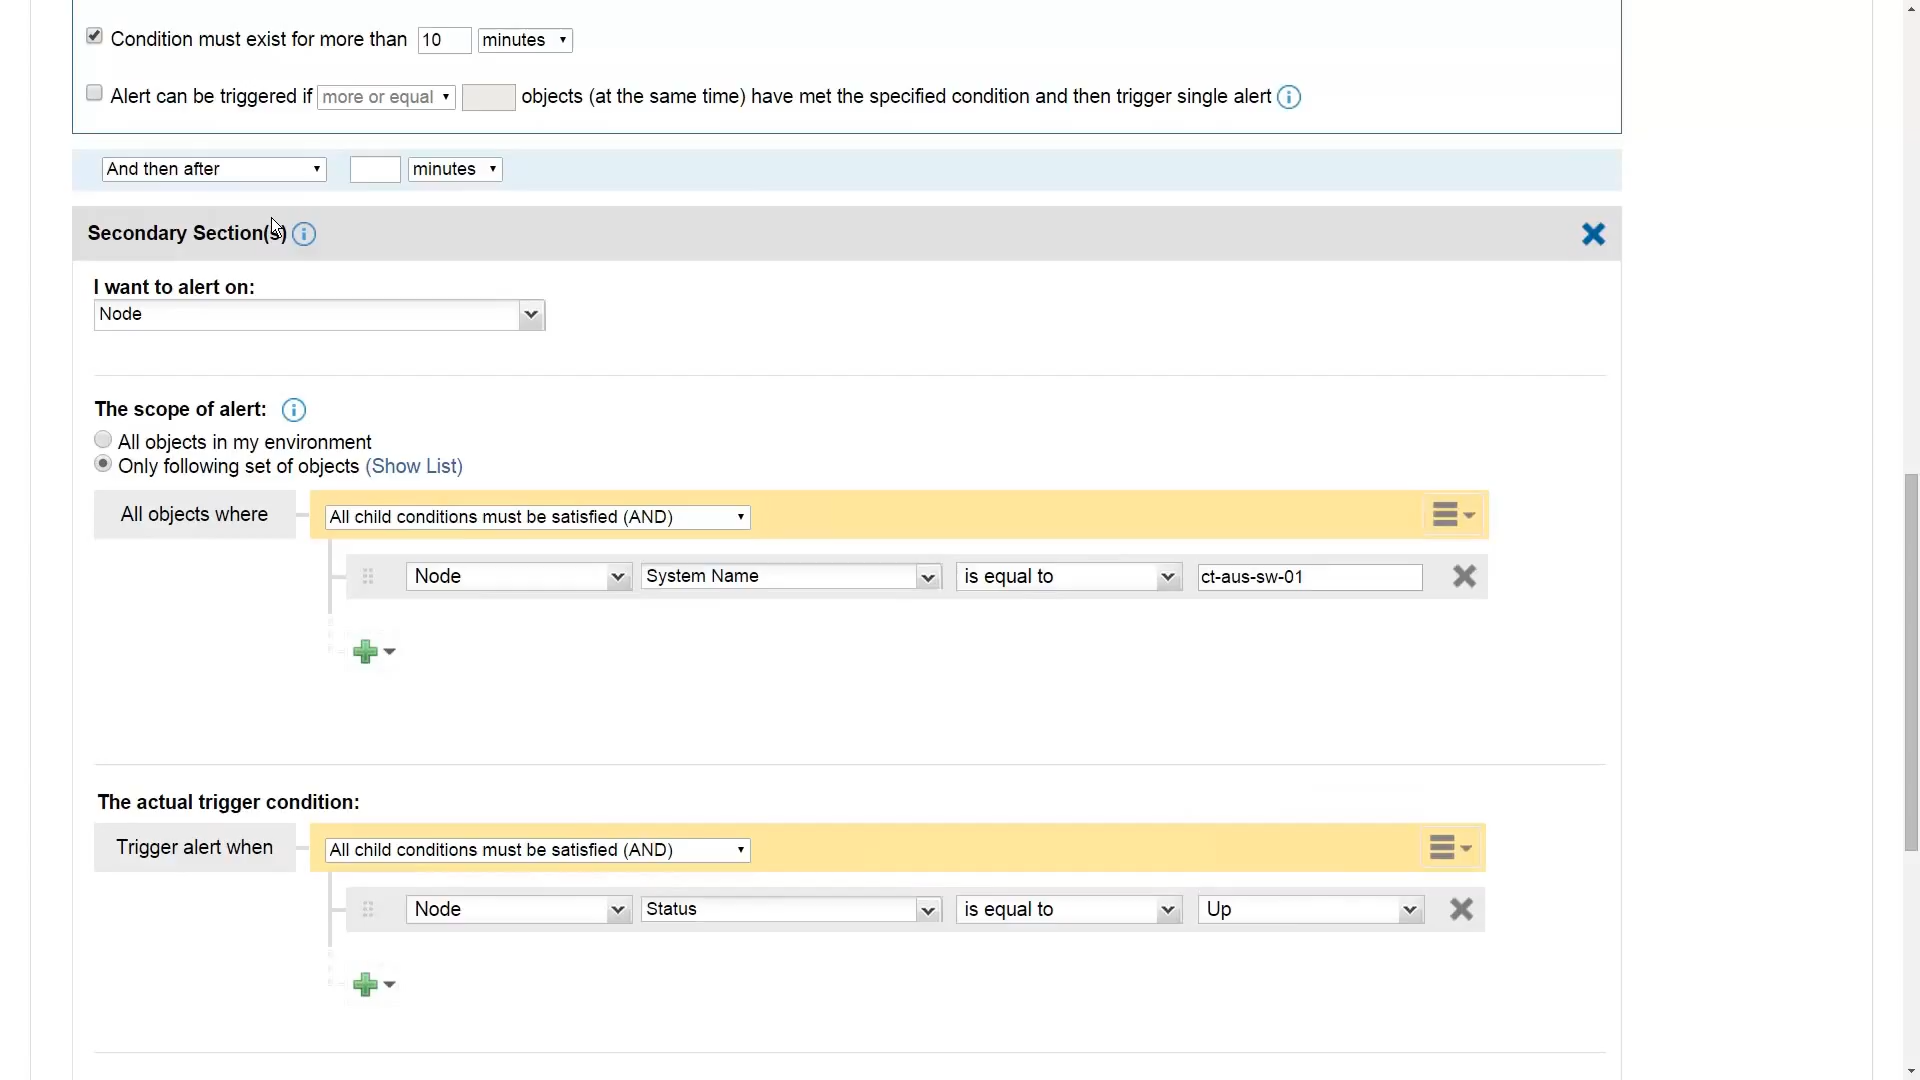 Condition must exist for more than 10 minutes
Alert can be triggered if more or equal objects (at the same time) have met the specified condition and then trigger single alert
And then after minutes
Secondary Section(s)
I want to alert on:
Node
The scope of alert:
All objects in my environment
Only following set of objects (Show List)
All objects where All child conditions must be satisfied (AND)
Node System Name is equal to ct-aus-sw-01
The actual trigger condition:
Trigger alert when All child conditions must be satisfied (AND)
Node Status is equal to Up